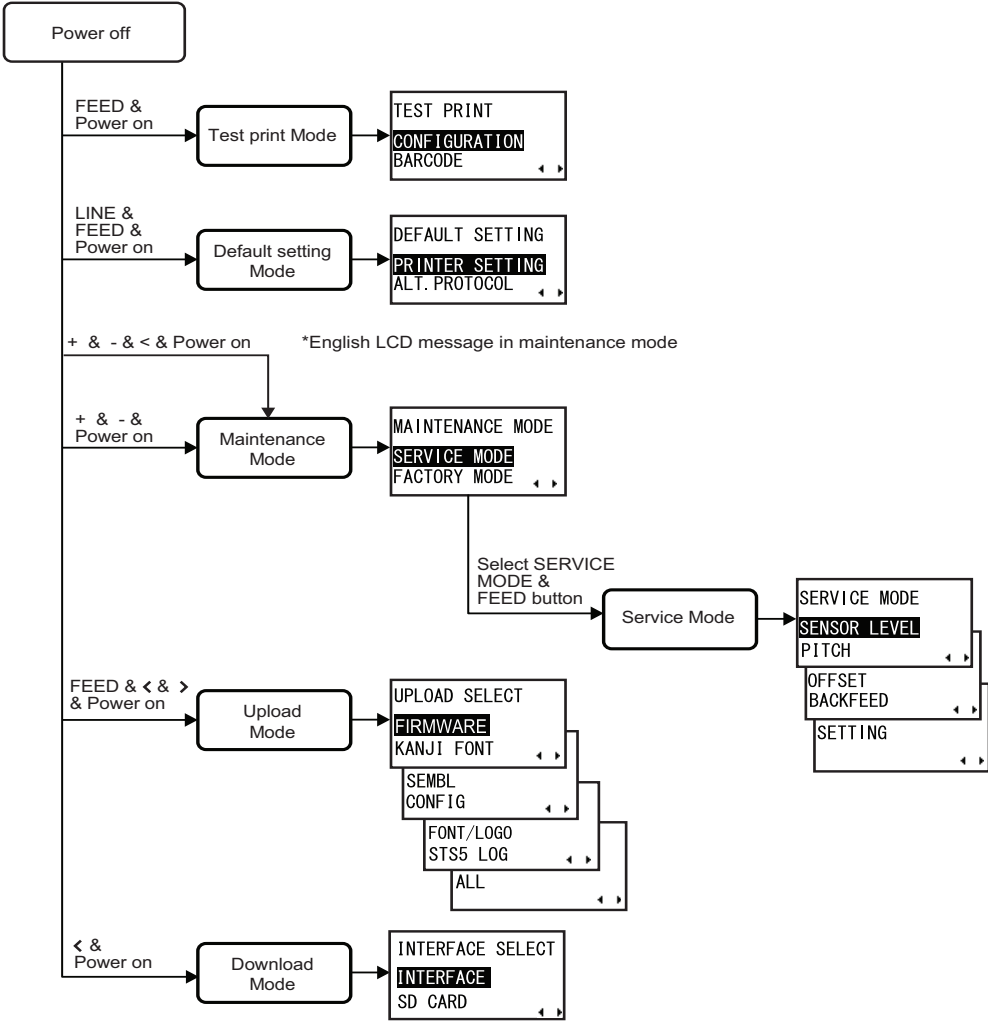 Power off
FEED &
Power on
Test print Mode
TEST PRINT
CONFIGURATION
BARCODE
LINE &
FEED &
Power on
Default setting
Mode
DEFAULT SETTING
PRINTER SETTING
ALT.PROTOCOL
+ & - & < & Power on
*English LCD message in maintenance mode
+ & - &
Power on
Maintenance
Mode
MAINTENANCE MODE
SERVICE MODE
FACTORY MODE
Select SERVICE
MODE &
FEED button
Service Mode
SERVICE MODE
SENSOR LEVEL
PITCH
OFFSET
BACKFEED
SETTING
FEED & < & >
& Power on
Upload
Mode
UPLOAD SELECT
FIRMWARE
KANJI FONT
SEMBL
CONFIG
FONT/LOGO
STS5 LOG
ALL
< &
Power on
Download
Mode
INTERFACE SELECT
INTERFACE
SD CARD